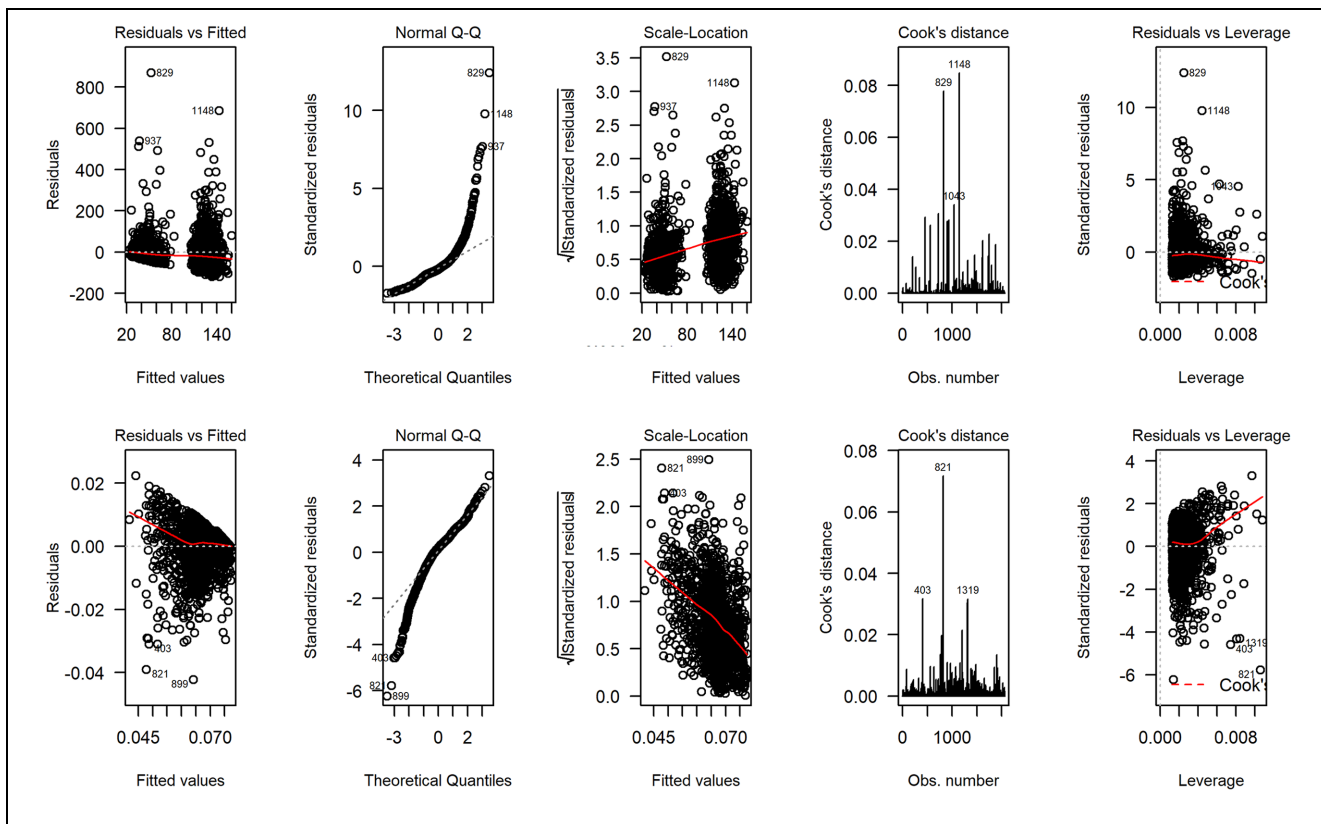 Residuals vs Fitted
Residuals
800
600
400
200
0
-200
829
1148
937
20 80 140
Fitted values
Normal Q-Q
Standardized residuals
10
5
0
829
1148
937
-3 0 2
Theoretical Quantiles
Scale-Location
√|Standardized residuals|
3.5
3.0
2.5
2.0
1.5
1.0
0.5
0.0
829
1148
937
20 80 140
Fitted values
Cook's distance
Cook's distance
0.08
0.06
0.04
0.02
0.00
1148
829
1043
0 1000
Obs. number
Residuals vs Leverage
Standardized residuals
10
5
0
829
1148
1043
Cook's
0.000 0.008
Leverage
Residuals vs Fitted
Residuals
0.02
0.00
-0.02
-0.04
403
821
899
0.045 0.070
Fitted values
Normal Q-Q
Standardized residuals
4
2
0
-2
-4
-6
403
821
899
-3 0 2
Theoretical Quantiles
Scale-Location
√|Standardized residuals|
2.5
2.0
1.5
1.0
0.5
0.0
899
821
403
0.045 0.070
Fitted values
Cook's distance
Cook's distance
0.08
0.06
0.04
0.02
0.00
821
403
1319
0 1000
Obs. number
Residuals vs Leverage
Standardized residuals
4
2
0
-2
-4
-6
1319
403
821
Cook's
0.000 0.008
Leverage